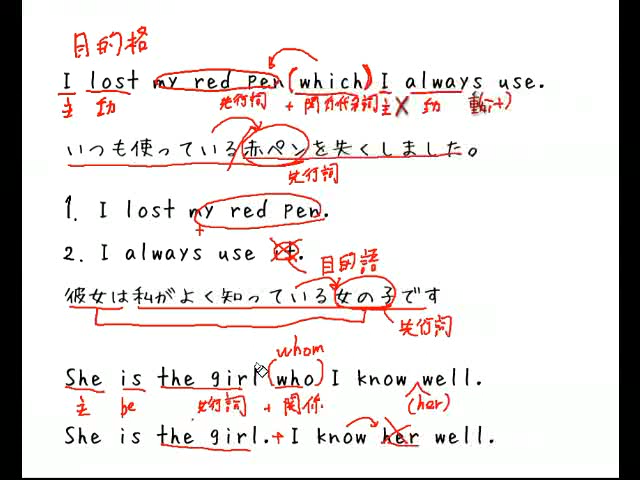 目的格
I lost my red pen (which) I always use.
主 動 先行詞 + 関係代名詞 主 X 動
いつも使っている赤ペンを失くしました。
先行詞
1. I lost my red pen.
+
2. I always use it.
目的語
彼女は私がよく知っている女の子です
先行詞
whom
She is the girl (who) I know well.
主 be 先行詞 + 関係 (her)
She is the girl. + I know her well.